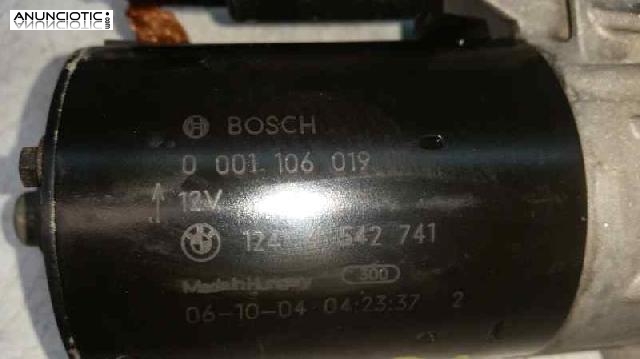 ANUNCIOTIC
BOSCH
0 001 106 019
12V
542 741
Made in Hungary
300
06-10-04 04:23:37 2